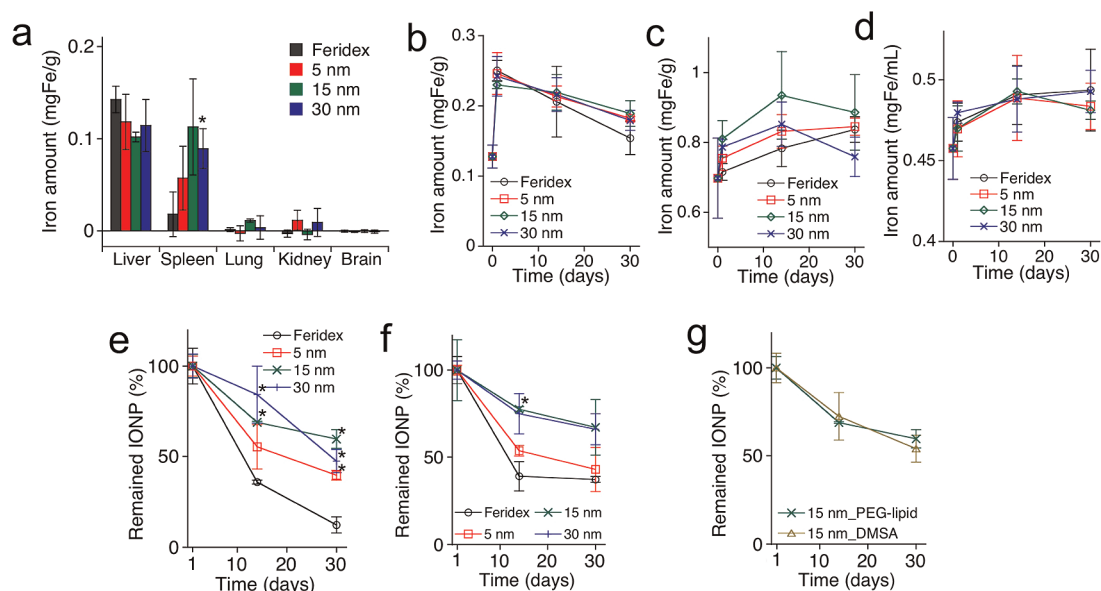 a
Iron amount (mgFe/g)
0.2
0.1
0
Feridex
5 nm
15 nm
30 nm
*
Liver Spleen Lung Kidney Brain
b
Iron amount (mgFe/g)
0.3
0.2
0.1
0
Feridex
5 nm
15 nm
30 nm
0 10 20 30
Time (days)
c
Iron amount (mgFe/g)
1
0.8
0.6
Feridex
5 nm
15 nm
30 nm
0 10 20 30
Time (days)
d
Iron amount (mgFe/mL)
0.5
0.45
0.4
Feridex
5 nm
15 nm
30 nm
0 10 20 30
Time (days)
e
Remained IONP (%)
100
50
0
Feridex
5 nm
15 nm
30 nm
*
*
*
*
*
1 10 20 30
Time (days)
f
Remained IONP (%)
100
50
0
*
Feridex 15 nm
5 nm 30 nm
1 10 20 30
Time (days)
g
Remained IONP (%)
100
50
0
15 nm_PEG-lipid
15 nm_DMSA
1 10 20 30
Time (days)